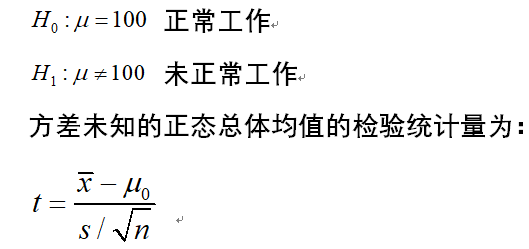 H₀ : μ = 100 正常工作
H₁ : μ ≠ 100 未正常工作
方差未知的正态总体均值的检验统计量为：
t = (x̄ − μ₀) / (s / √n)